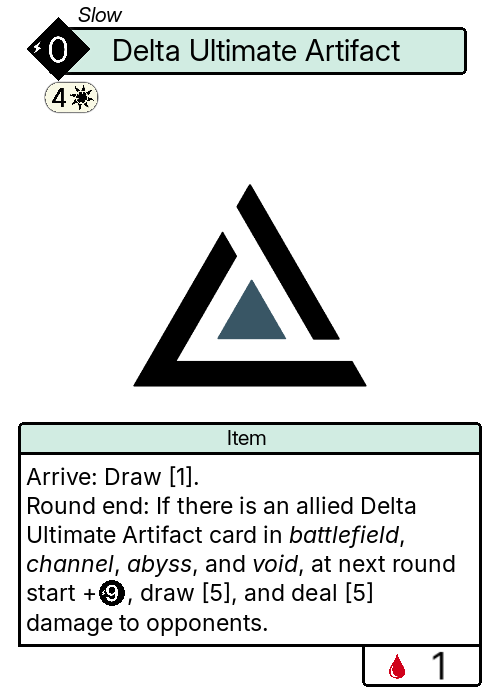 Slow
0 Delta Ultimate Artifact
4
Item
Arrive: Draw [1].
Round end: If there is an allied Delta
Ultimate Artifact card in battlefield,
channel, abyss, and void, at next round
start +9, draw [5], and deal [5]
damage to opponents.
1